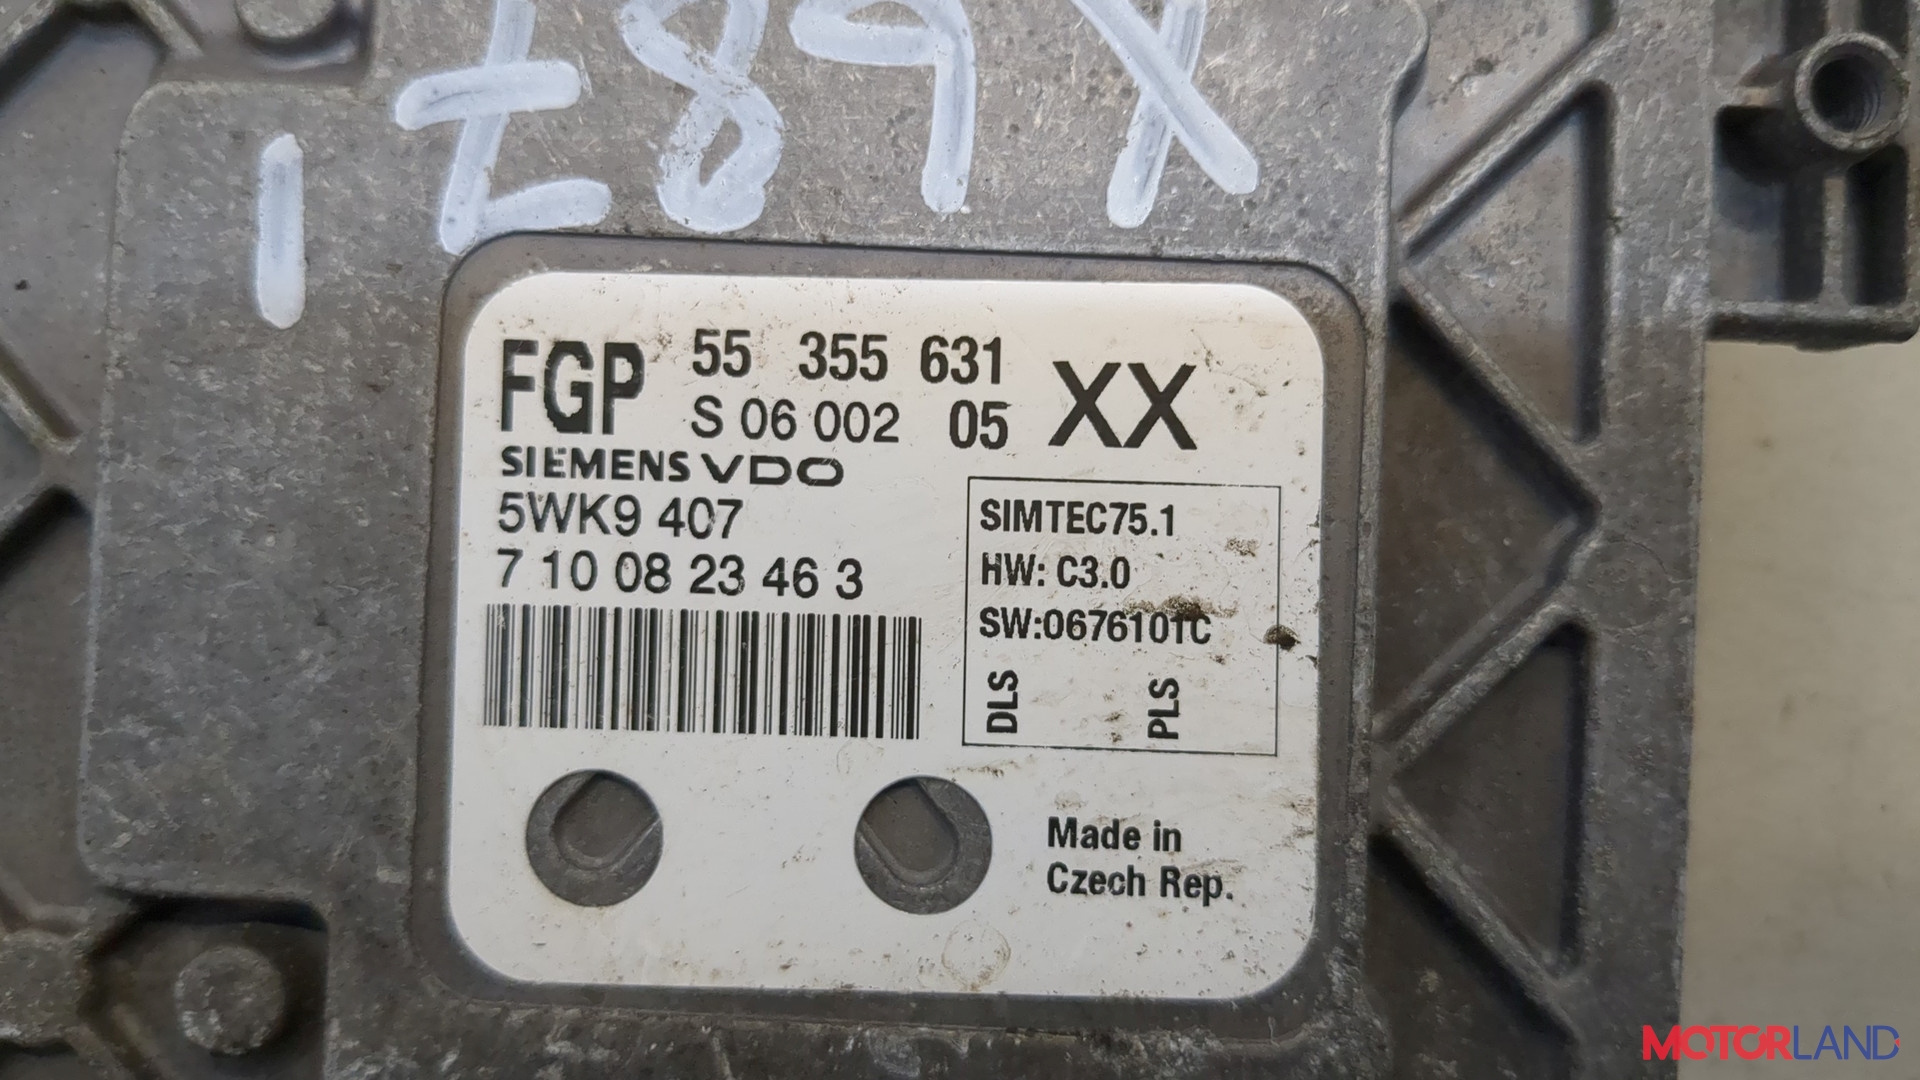 FGP 55 355 631 XX
S 06 002 05
SIEMENS VDO
5WK9 407
7 10 08 23 46 3
SIMTEC75.1
HW: C3.0
SW:0676101C
DLS PLS
Made in
Czech Rep.
MOTORLAND